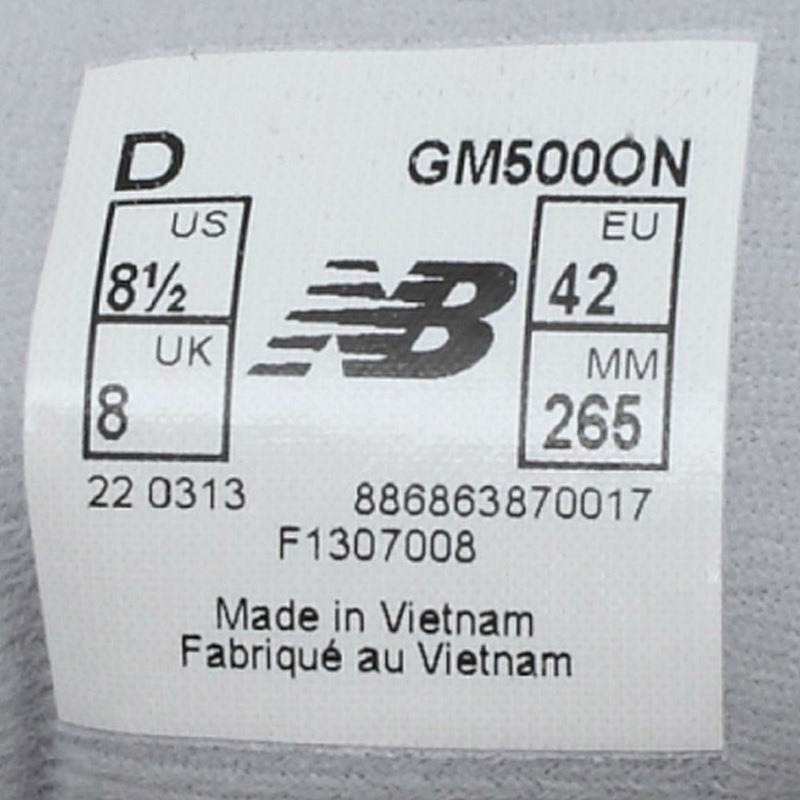 D GM500ON
US EU
8½ NB 42
UK MM
8 265
22 0313 886863870017
F1307008
Made in Vietnam
Fabriqué au Vietnam